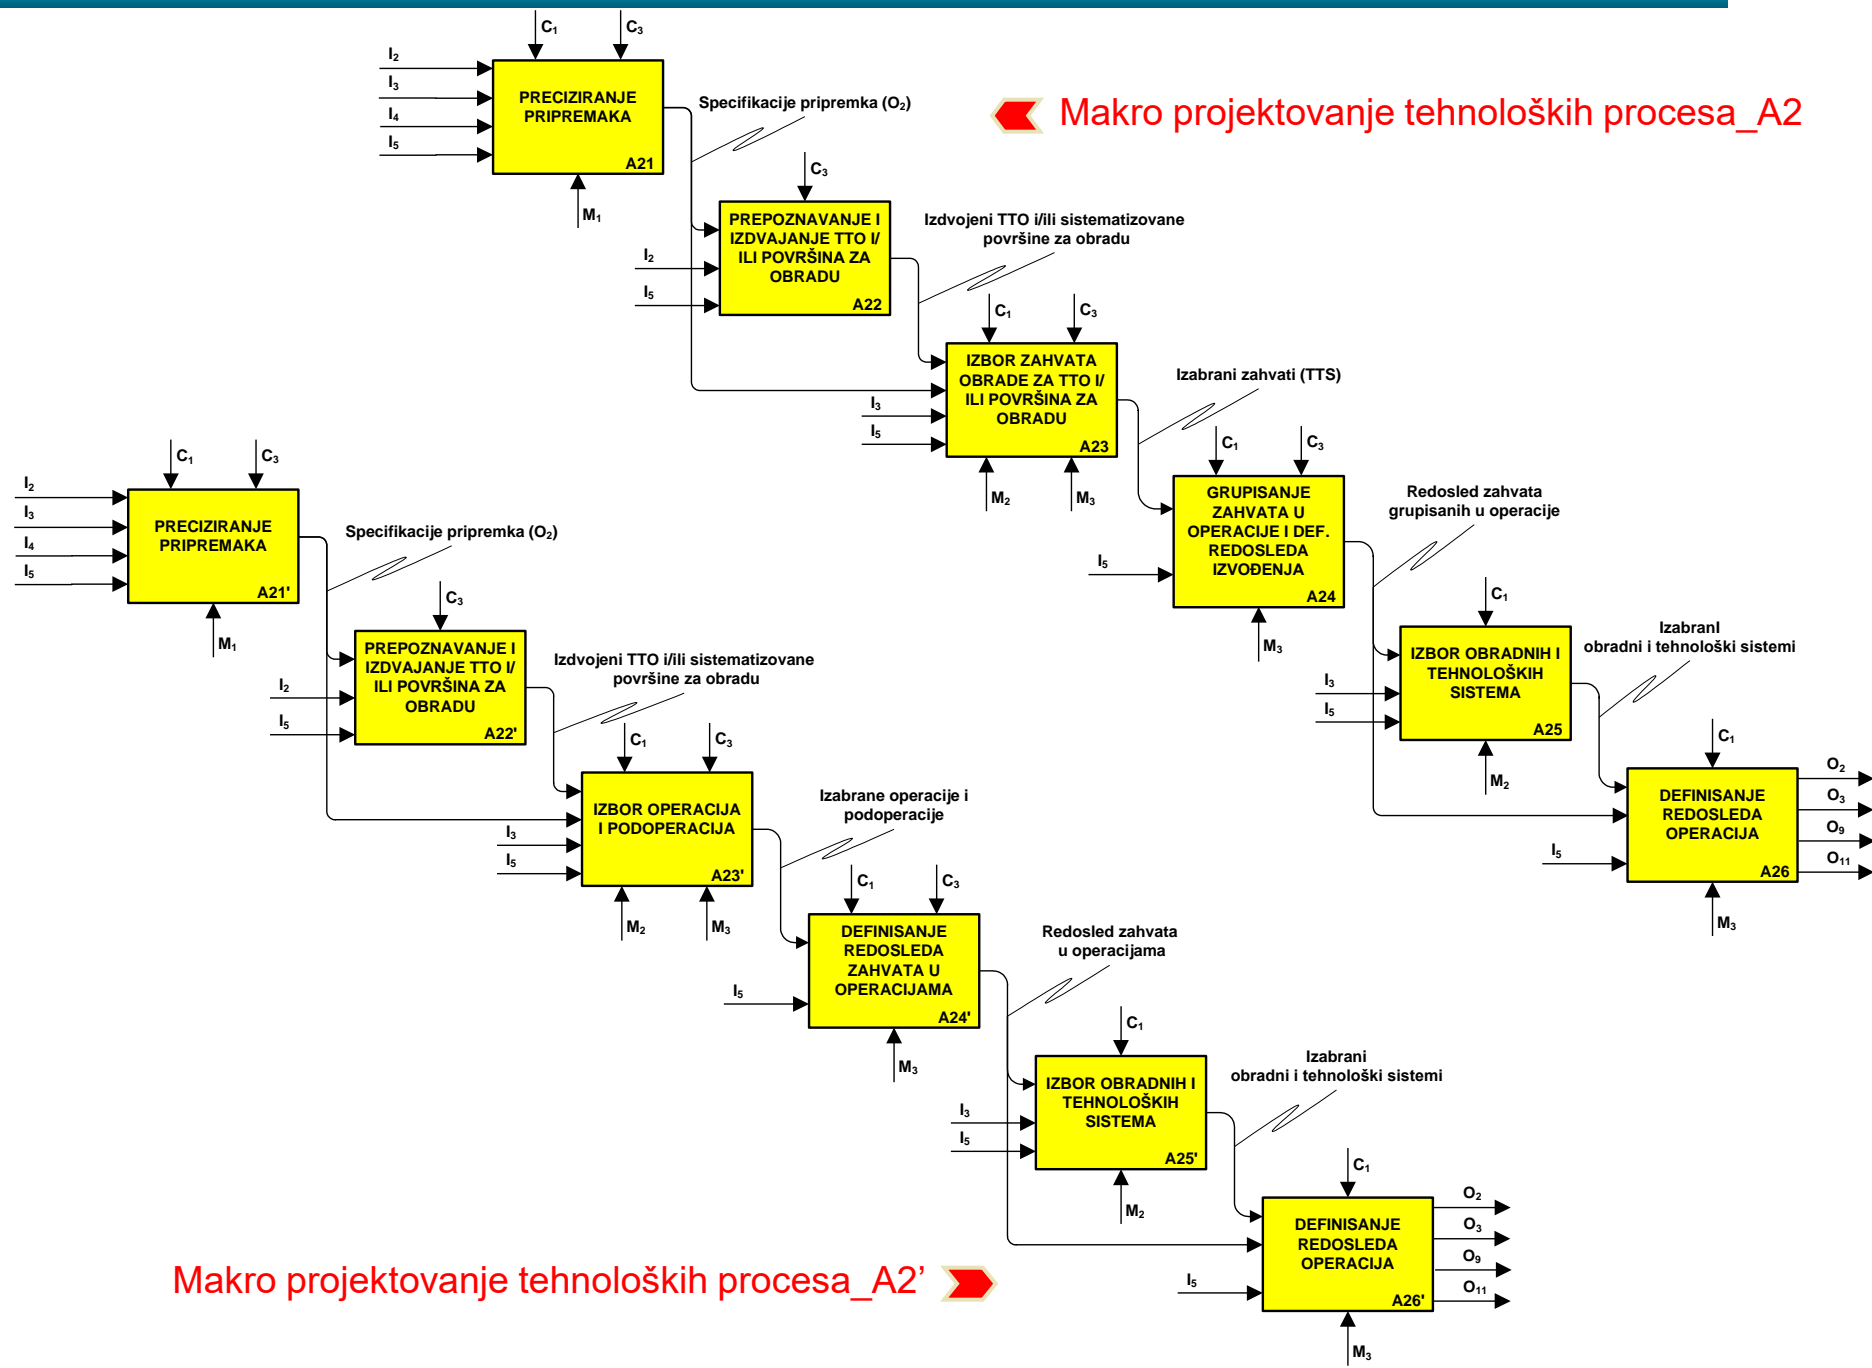 C₁
C₃
I₂
I₃
I₄
I₅
PRECIZIRANJE
PRIPREMAKA
A21
M₁
Specifikacije pripremka (O₂)
Makro projektovanje tehnoloških procesa_A2
C₃
I₂
I₅
PREPOZNAVANJE I
IZDVAJANJE TTO I/
ILI POVRŠINA ZA
OBRADU
A22
Izdvojeni TTO i/ili sistematizovane
površine za obradu
C₁
C₃
I₃
I₅
IZBOR ZAHVATA
OBRADE ZA TTO I/
ILI POVRŠINA ZA
OBRADU
A23
M₂
M₃
Izabrani zahvati (TTS)
C₁
C₃
I₅
GRUPISANJE
ZAHVATA U
OPERACIJE I DEF.
REDOSLEDA
IZVOĐENJA
A24
M₃
Redosled zahvata
grupisanih u operacije
C₁
I₃
I₅
IZBOR OBRADNIH I
TEHNOLOŠKIH
SISTEMA
A25
M₂
IzabranI
obradni i tehnološki sistemi
C₁
I₅
DEFINISANJE
REDOSLEDA
OPERACIJA
A26
M₃
O₂
O₃
O₉
O₁₁
C₁
C₃
I₂
I₃
I₄
I₅
PRECIZIRANJE
PRIPREMAKA
A21'
M₁
Specifikacije pripremka (O₂)
C₃
I₂
I₅
PREPOZNAVANJE I
IZDVAJANJE TTO I/
ILI POVRŠINA ZA
OBRADU
A22'
Izdvojeni TTO i/ili sistematizovane
površine za obradu
C₁
C₃
I₃
I₅
IZBOR OPERACIJA
I PODOPERACIJA
A23'
M₂
M₃
Izabrane operacije i
podoperacije
C₁
C₃
I₅
DEFINISANJE
REDOSLEDA
ZAHVATA U
OPERACIJAMA
A24'
M₃
Redosled zahvata
u operacijama
C₁
I₃
I₅
IZBOR OBRADNIH I
TEHNOLOŠKIH
SISTEMA
A25'
M₂
Izabrani
obradni i tehnološki sistemi
C₁
I₅
DEFINISANJE
REDOSLEDA
OPERACIJA
A26'
M₃
O₂
O₃
O₉
O₁₁
Makro projektovanje tehnoloških procesa_A2’